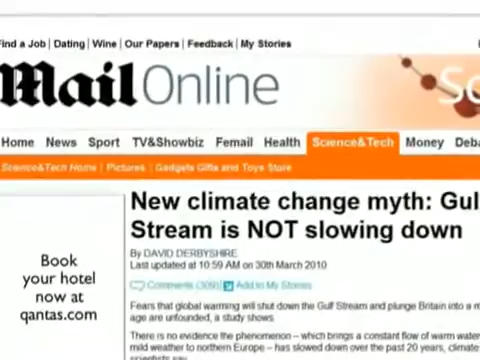 Find a Job | Dating | Wine | Our Papers | Feedback | My Stories
Mail Online
Sc
Home News Sport TV&Showbiz Femail Health Science&Tech Money Deba
Science&Tech Home | Pictures | Gadgets Gifts and Toys Store
New climate change myth: Gul
Stream is NOT slowing down
By DAVID DERBYSHIRE
Last updated at 10:59 AM on 30th March 2010
Comments (309) Add to My Stories
Book
your hotel
now at
qantas.com
Fears that global warming will shut down the Gulf Stream and plunge Britain into a m
age are unfounded, a study shows.
There is no evidence the phenomenon – which brings a constant flow of warm water
mild weather to northern Europe – has slowed down over the past 20 years, climate
scientists say